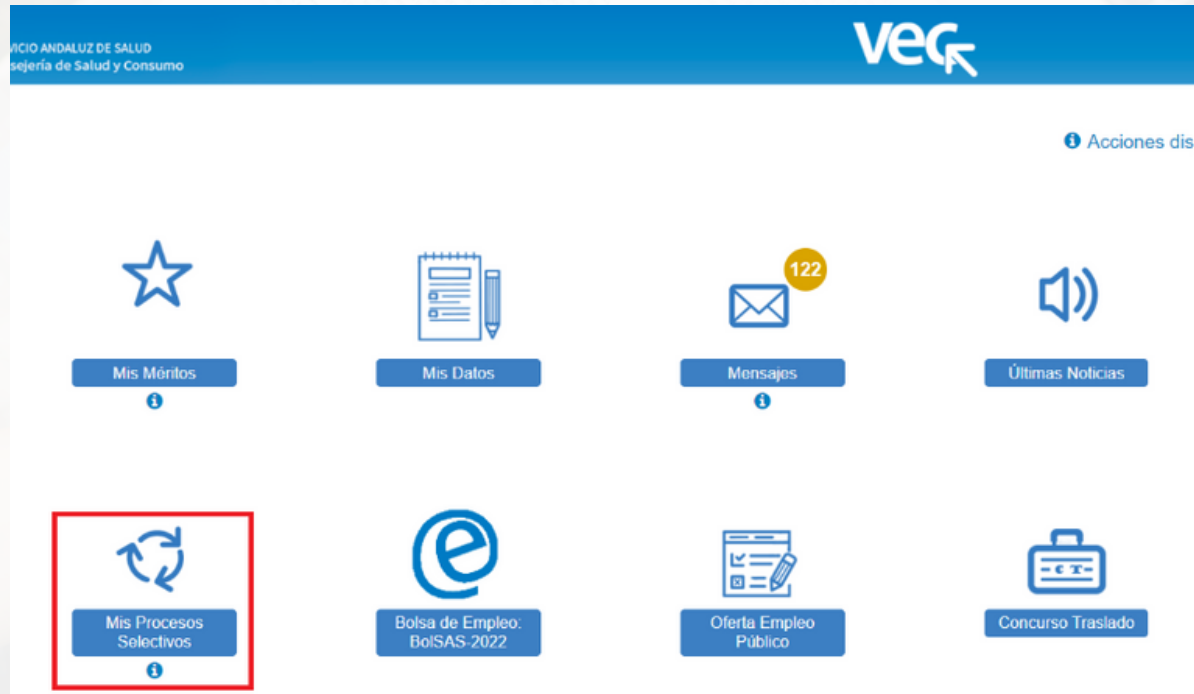 VICIO ANDALUZ DE SALUD
sejería de Salud y Consumo
vec
Acciones dis
122
Mis Méritos
Mis Datos
Mensajes
Últimas Noticias
Mis Procesos
Selectivos
Bolsa de Empleo:
BolSAS-2022
Oferta Empleo
Público
- C T -
Concurso Traslado